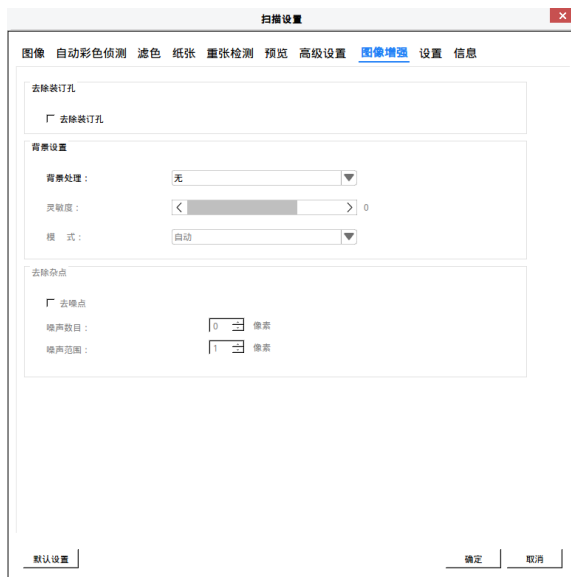 扫描设置
图像 自动彩色侦测 滤色 纸张 重张检测 预览 高级设置 图像增强 设置 信息
去除装订孔
去除装订孔
背景设置
背景处理： 无
灵敏度： 0
模 式： 自动
去除杂点
去噪点
噪声数目： 0 像素
噪声范围： 1 像素
默认设置 确定 取消